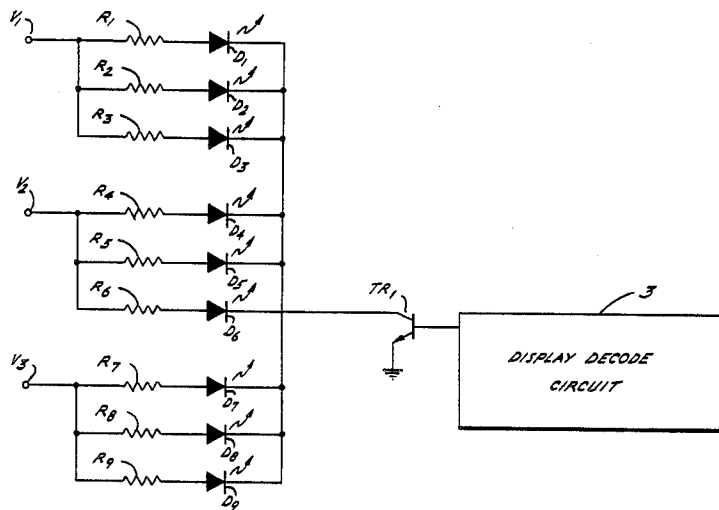 V1
R1
D1
R2
D2
R3
D3
V2
R4
D4
R5
D5
R6
D6
TR1
3
DISPLAY DECODE
CIRCUIT
V3
R7
D7
R8
D8
R9
D9